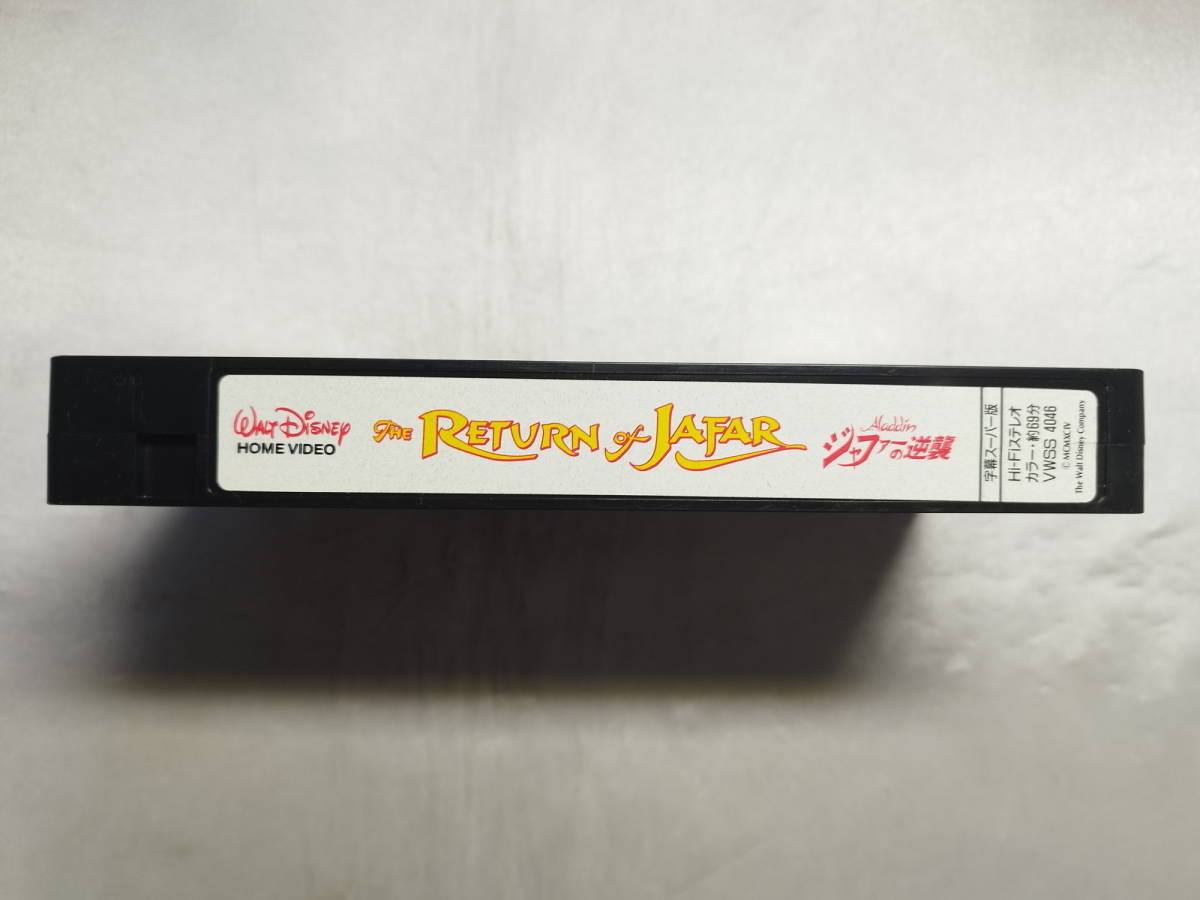 WALT DISNEY
HOME VIDEO
THE RETURN of JAFAR
Aladdin
ジャファーの逆襲
字幕スーパー版
Hi-Fiステレオ
カラー・約69分
VWSS 4046
© MCMXCIV
The Walt Disney Company